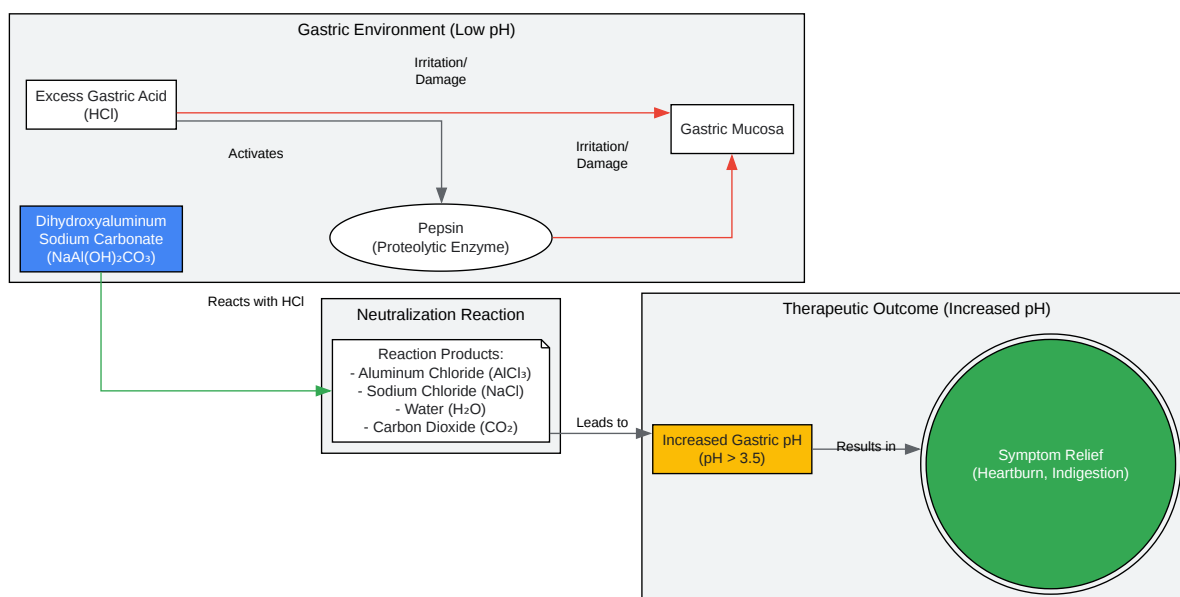 Gastric Environment (Low pH)
Irritation/
Damage
Excess Gastric Acid
(HCl)
Gastric Mucosa
Activates
Irritation/
Damage
Dihydroxyaluminum
Sodium Carbonate
(NaAl(OH)₂CO₃)
Pepsin
(Proteolytic Enzyme)
Reacts with HCl
Neutralization Reaction
Reaction Products:
- Aluminum Chloride (AlCl₃)
- Sodium Chloride (NaCl)
- Water (H₂O)
- Carbon Dioxide (CO₂)
Leads to
Therapeutic Outcome (Increased pH)
Increased Gastric pH
(pH > 3.5)
Results in
Symptom Relief
(Heartburn, Indigestion)